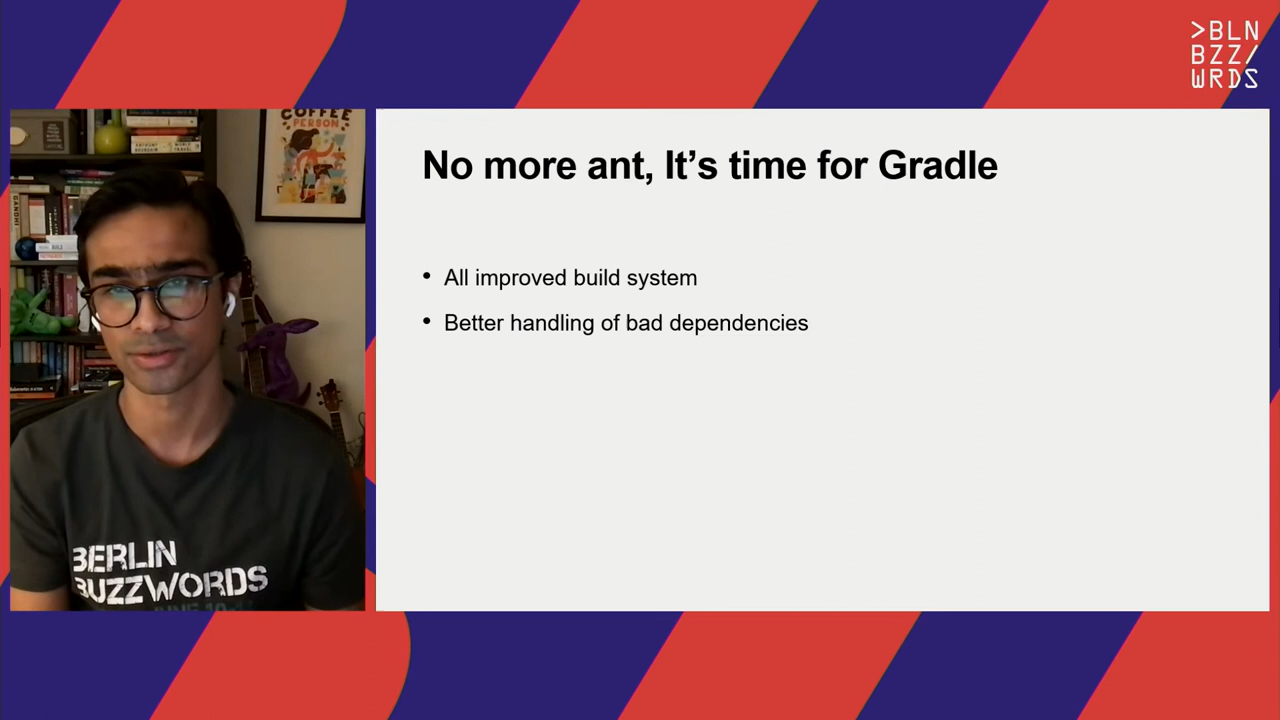 >BLN
BZZ/
WRDS
COFFEE
PERSON
GANDHI
No more ant, It’s time for Gradle
• All improved build system
• Better handling of bad dependencies
BERLIN
BUZZWORDS